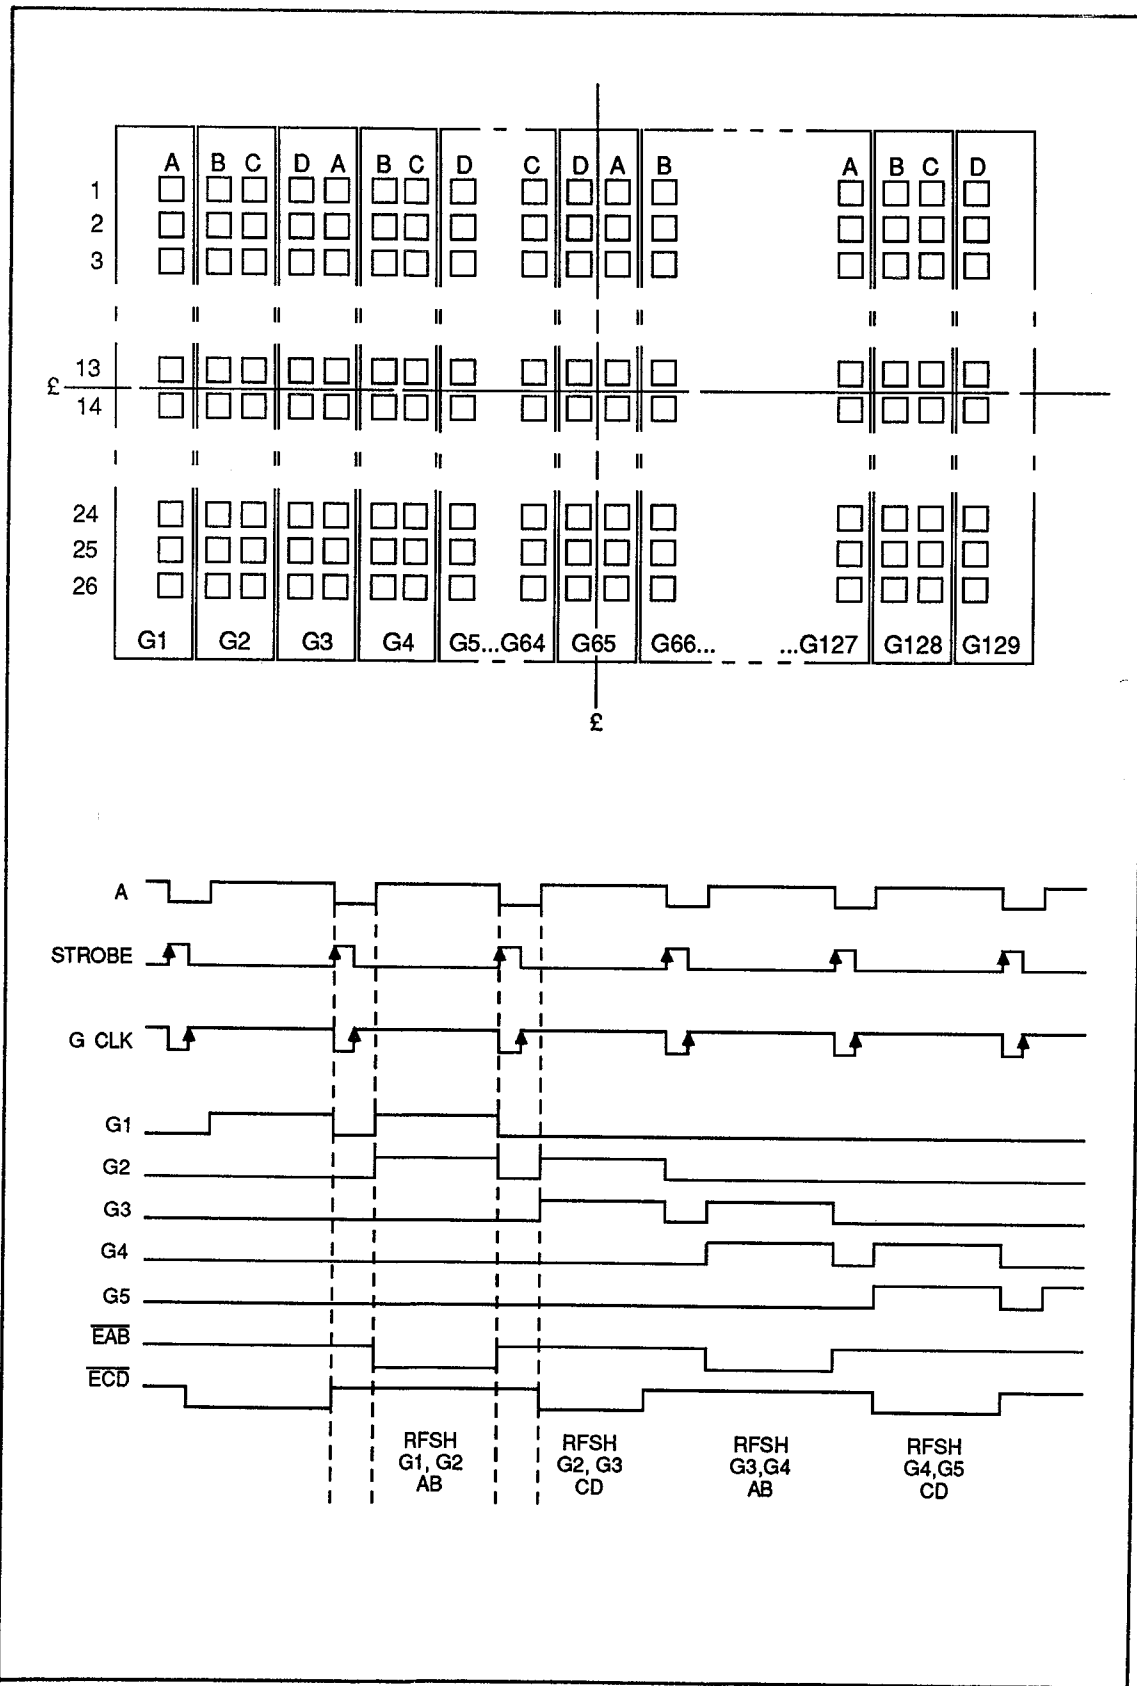 A B C D A B C D C D A B A B C D
1
2
3
13
£
14
24
25
26
G1 G2 G3 G4 G5...G64 G65 G66... ...G127 G128 G129
£
A
STROBE
G CLK
G1
G2
G3
G4
G5
EAB
ECD
RFSH RFSH RFSH RFSH
G1, G2 G2, G3 G3,G4 G4,G5
AB CD AB CD